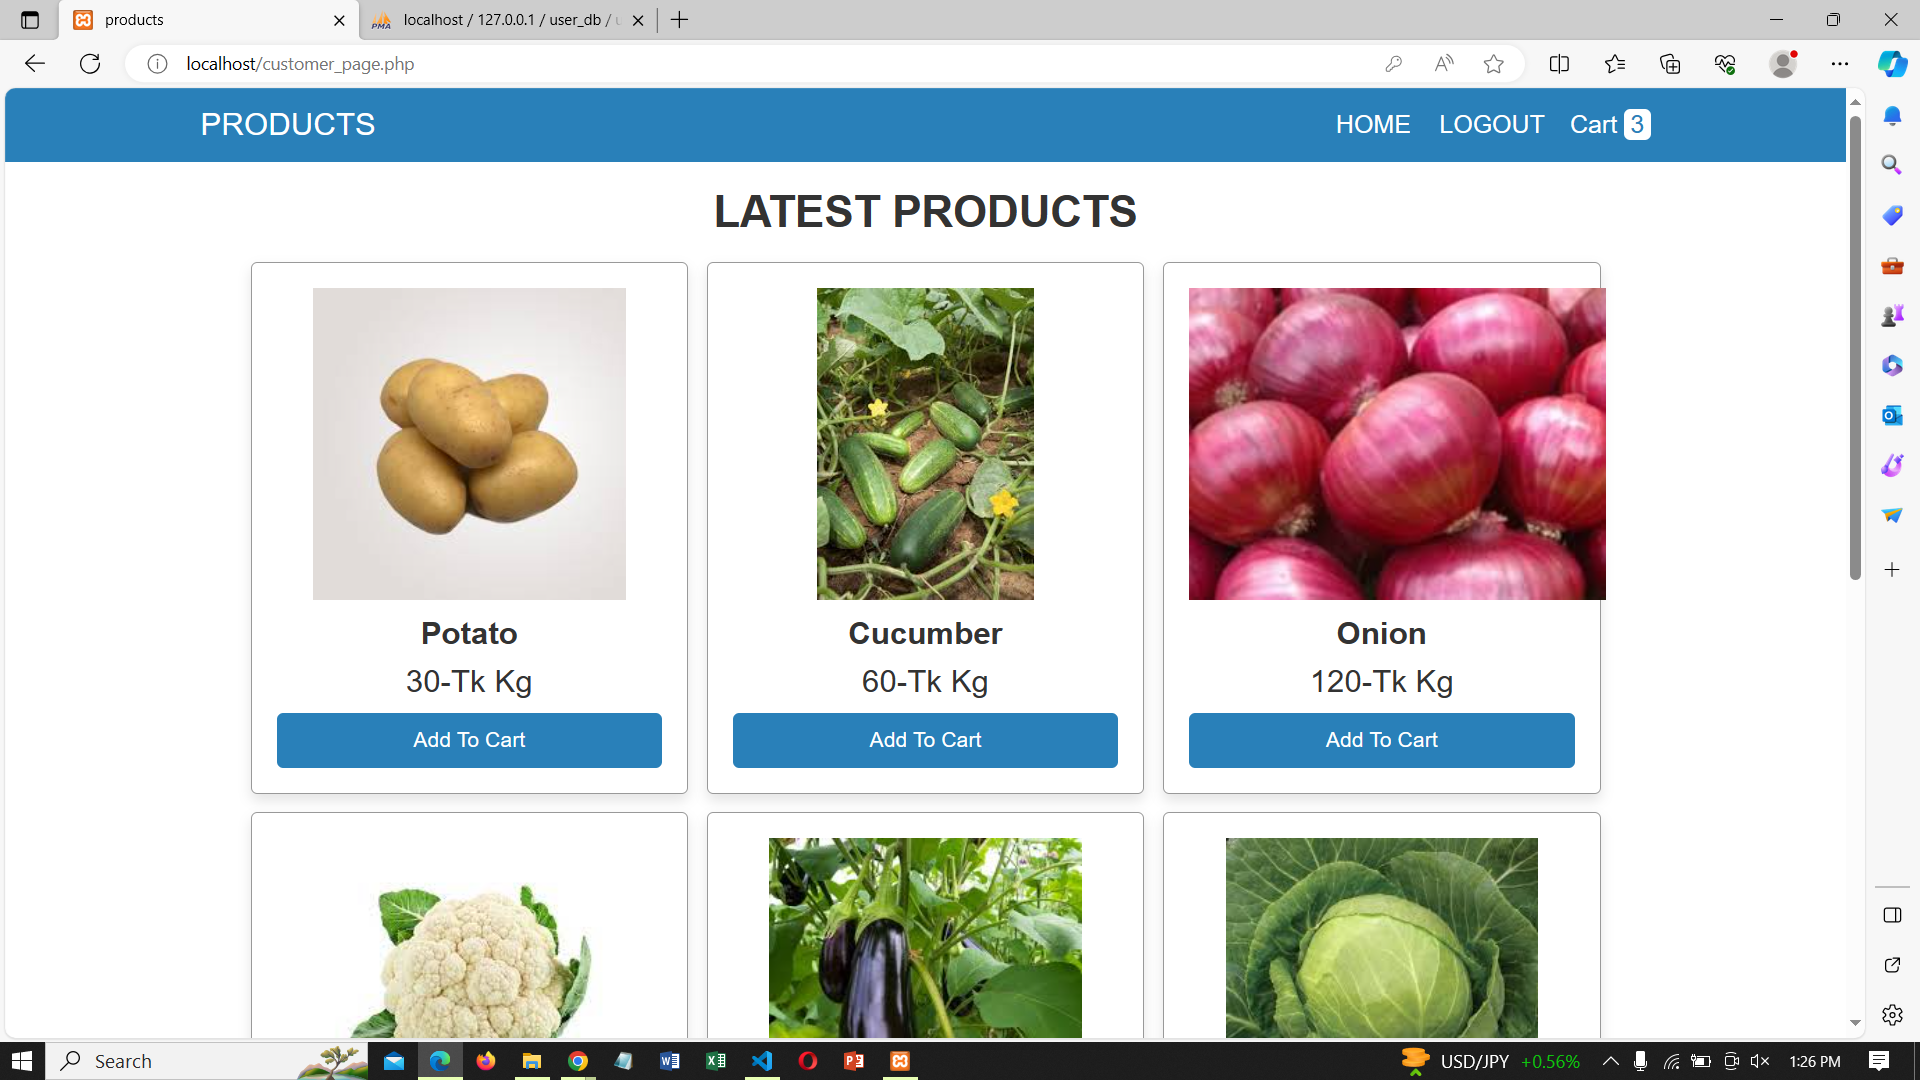 products
localhost / 127.0.0.1 / user_db /
localhost/customer_page.php
PRODUCTS
HOME LOGOUT Cart 3
LATEST PRODUCTS
Potato
30-Tk Kg
Add To Cart
Cucumber
60-Tk Kg
Add To Cart
Onion
120-Tk Kg
Add To Cart
Search
USD/JPY +0.56%
1:26 PM